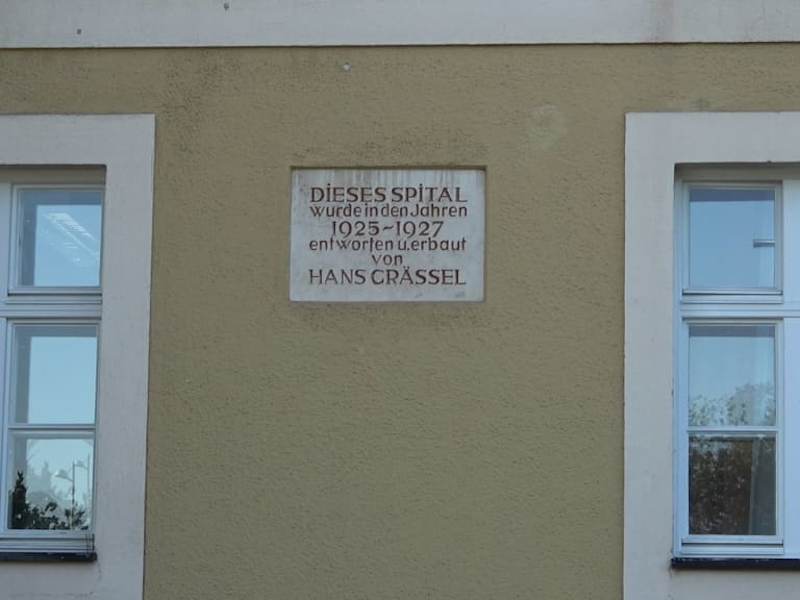 DIESES SPITAL
wurde in den Jahren
1925-1927
entworfen u. erbaut
von
HANS GRÄSSEL